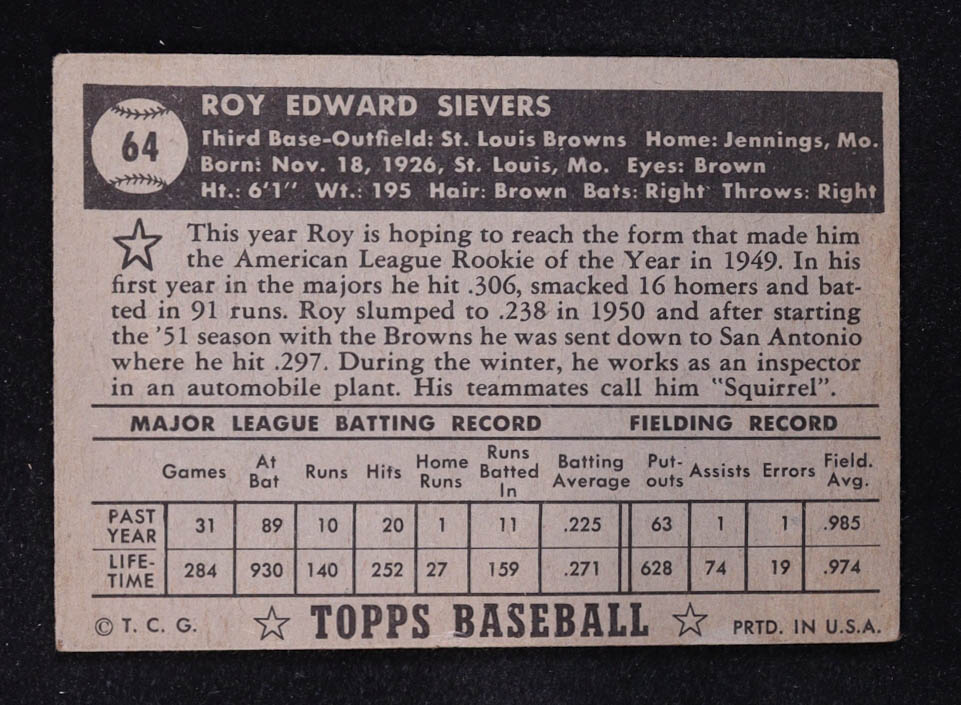 64
ROY EDWARD SIEVERS
Third Base-Outfield: St. Louis Browns Home: Jennings, Mo.
Born: Nov. 18, 1926, St. Louis, Mo. Eyes: Brown
Ht.: 6'1" Wt.: 195 Hair: Brown Bats: Right Throws: Right
This year Roy is hoping to reach the form that made him
the American League Rookie of the Year in 1949. In his
first year in the majors he hit .306, smacked 16 homers and bat-
ted in 91 runs. Roy slumped to .238 in 1950 and after starting
the '51 season with the Browns he was sent down to San Antonio
where he hit .297. During the winter, he works as an inspector
in an automobile plant. His teammates call him "Squirrel".
MAJOR LEAGUE BATTING RECORD FIELDING RECORD
Games At Bat Runs Hits Home Runs Runs Batted In Batting Average Put-outs Assists Errors Field. Avg.
PAST YEAR 31 89 10 20 1 11 .225 63 1 1 .985
LIFE-TIME 284 930 140 252 27 159 .271 628 74 19 .974
© T. C. G. TOPPS BASEBALL PRTD. IN U.S.A.